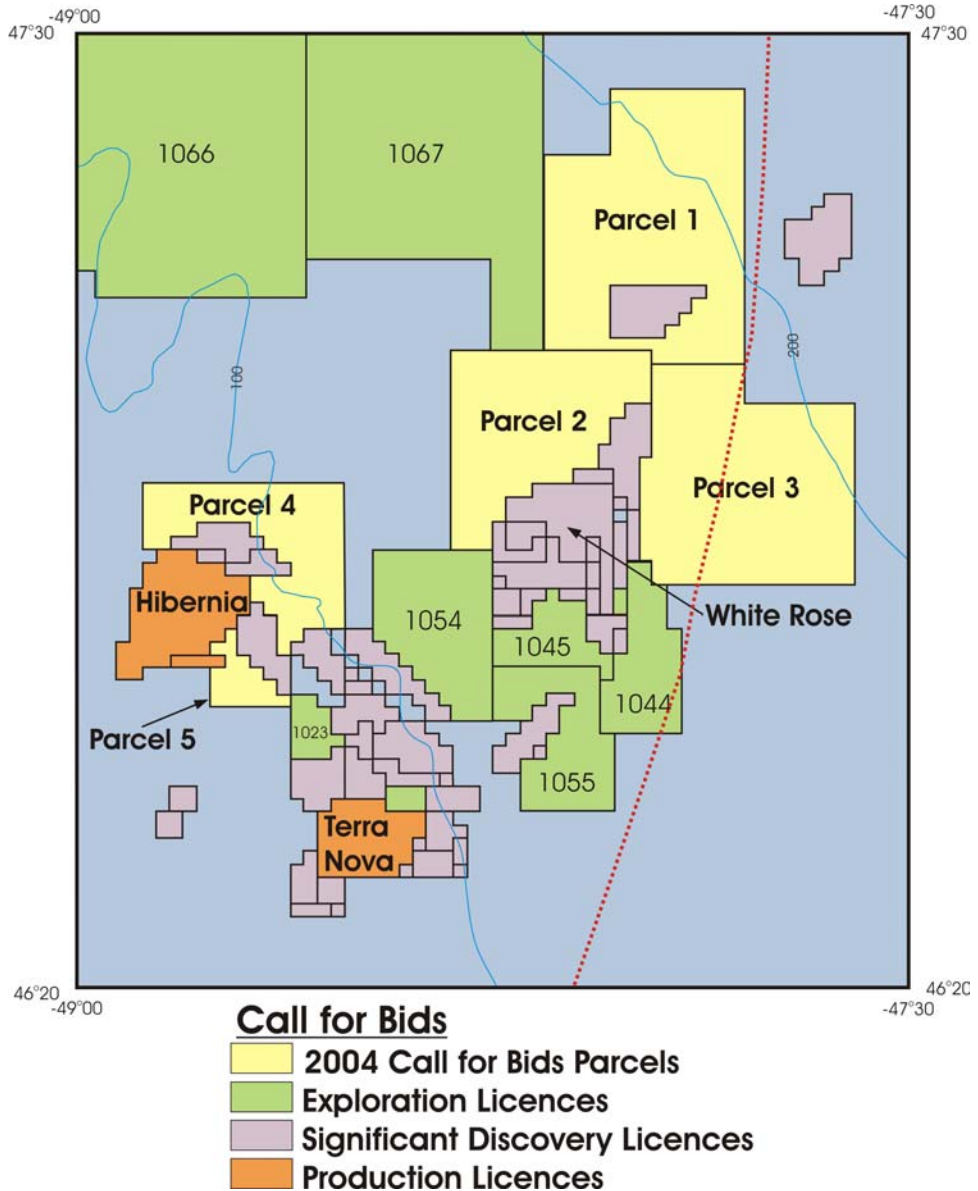 -49°00
-47°30
47°30
47°30
1066
1067
Parcel 1
200
100
Parcel 2
Parcel 4
Parcel 3
Hibernia
White Rose
1054
1045
1044
Parcel 5
1023
1055
Terra
Nova
46°20
46°20
-49°00
-47°30
Call for Bids
2004 Call for Bids Parcels
Exploration Licences
Significant Discovery Licences
Production Licences